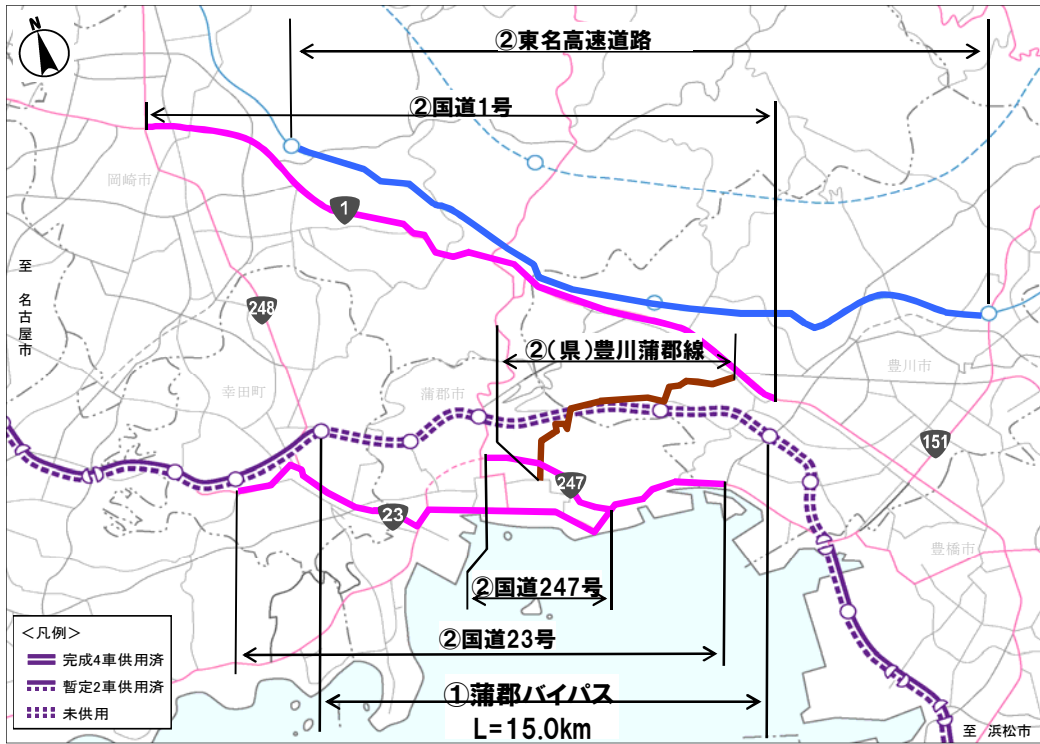 N
②東名高速道路
②国道1号
岡崎市
1
至 名古屋市
248
②(県)豊川蒲郡線
豊川市
幸田町
蒲郡市
151
247
23
豊橋市
②国道247号
②国道23号
①蒲郡バイパス
L=15.0km
<凡例>
完成4車供用済
暫定2車供用済
未供用
至 浜松市